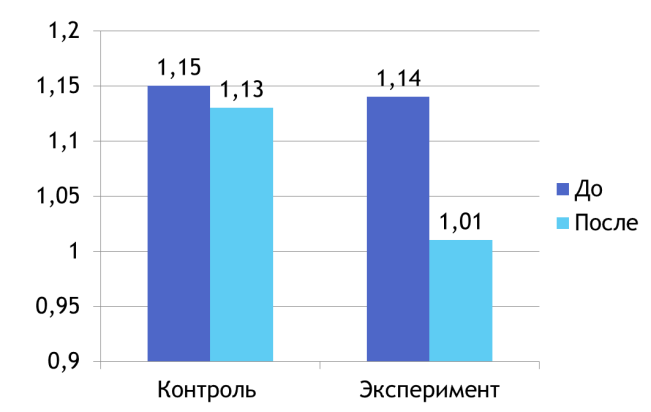 1,2
1,15
1,1
1,05
1
0,95
0,9
1,15
1,13
1,14
1,01
Контроль
Эксперимент
До
После